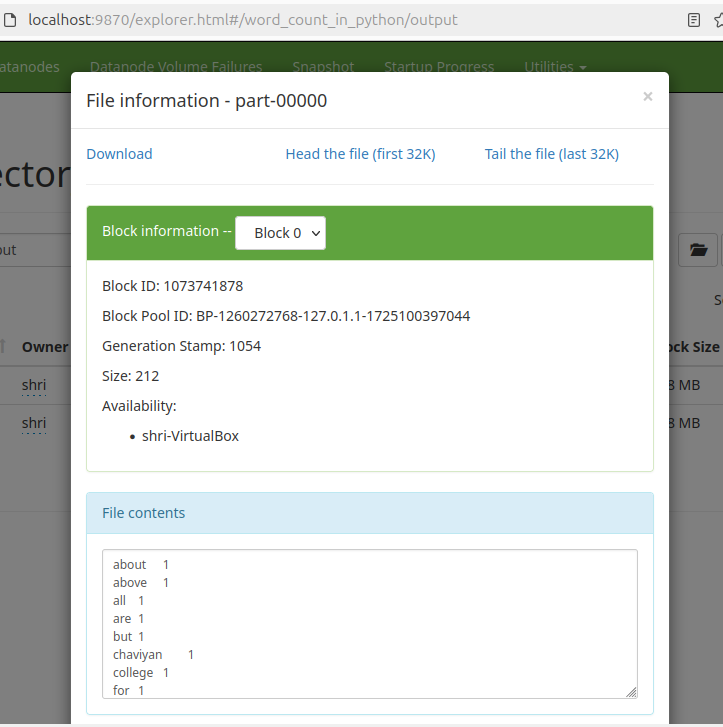 localhost:9870/explorer.html#/word_count_in_python/output
Datanode Volume Failures Snapshot Startup Progress Utilities
File information - part-00000 ×
Download Head the file (first 32K) Tail the file (last 32K)
Block information -- Block 0
Block ID: 1073741878
Block Pool ID: BP-1260272768-127.0.1.1-1725100397044
Generation Stamp: 1054
Owner
Size
Size: 212
shri
MB
Availability:
shri
MB
• shri-VirtualBox
File contents
about 1
above 1
all 1
are 1
but 1
chaviyan 1
college 1
for 1